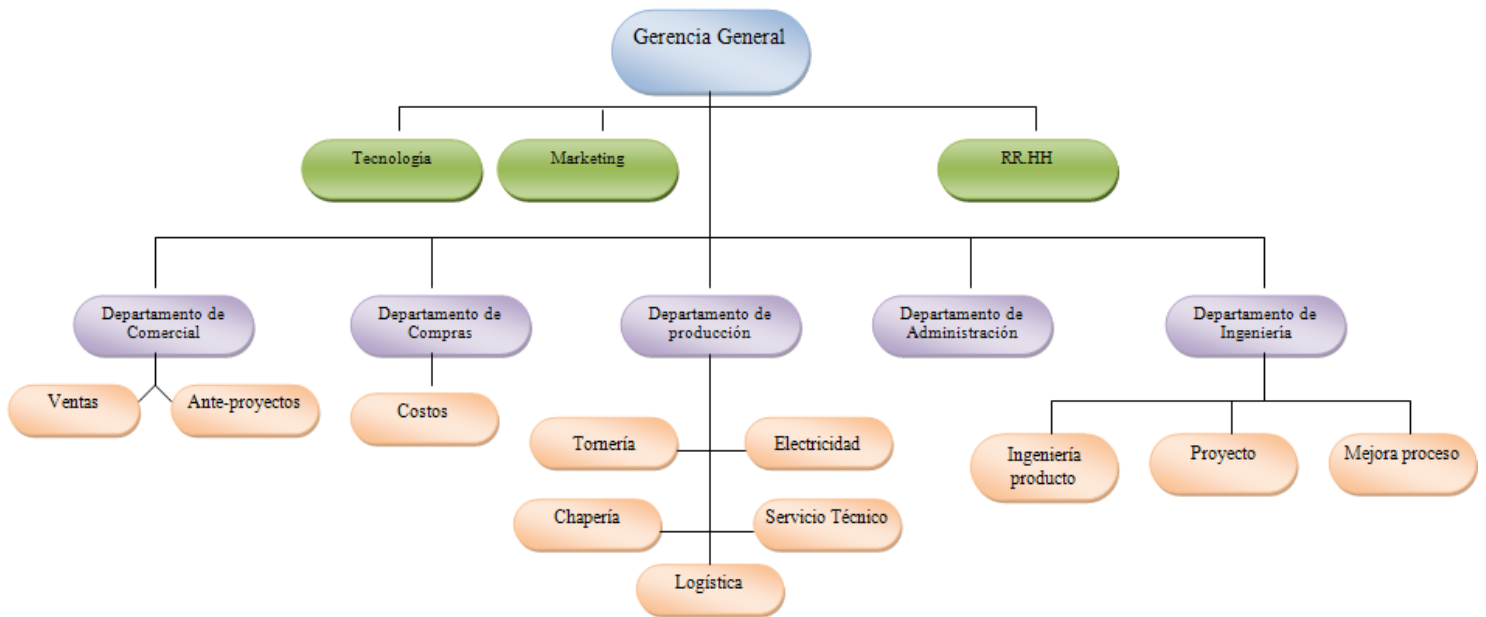 Gerencia General
Tecnología
Marketing
RR.HH
Departamento de
Comercial
Departamento de
Compras
Departamento de
producción
Departamento de
Administración
Departamento de
Ingeniería
Ventas
Ante-proyectos
Costos
Tornería
Electricidad
Chapería
Servicio Técnico
Logística
Ingeniería
producto
Proyecto
Mejora proceso